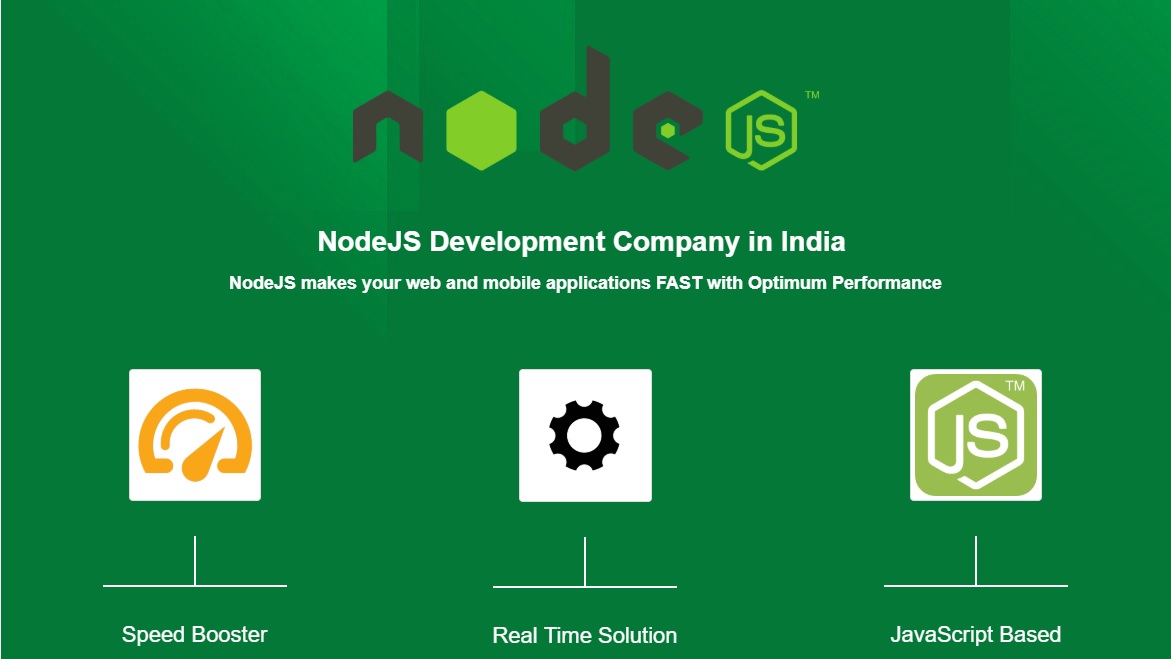 node JS TM
NodeJS Development Company in India
NodeJS makes your web and mobile applications FAST with Optimum Performance
JS TM
Speed Booster
Real Time Solution
JavaScript Based